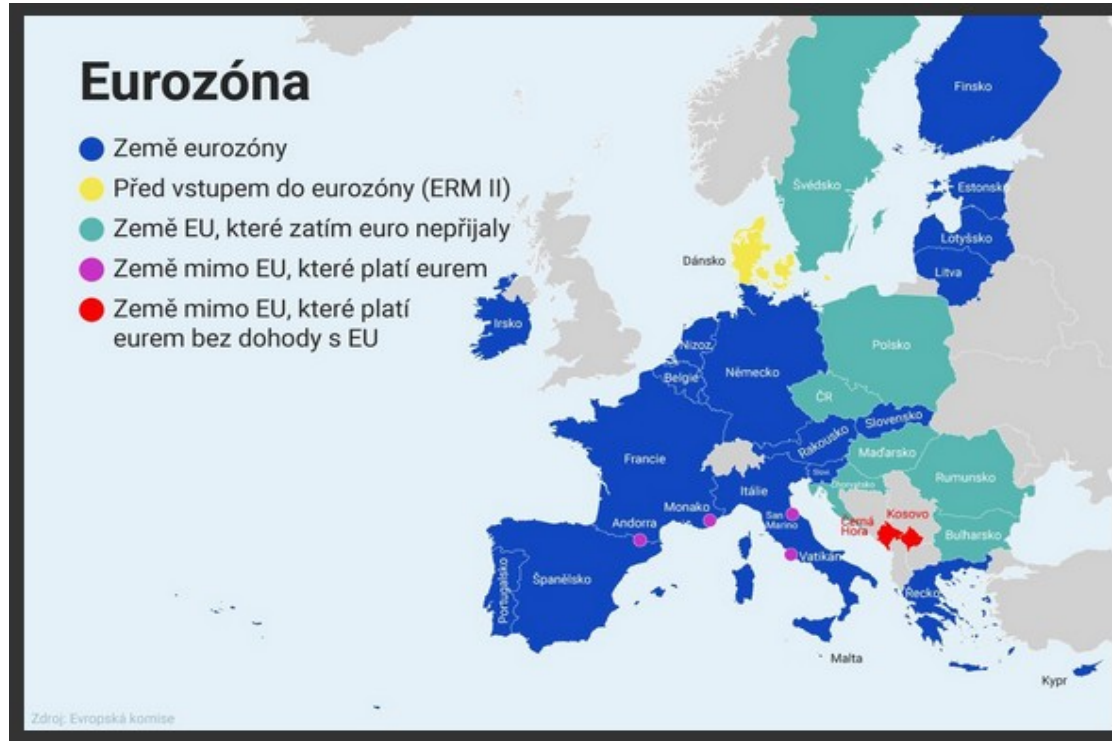 Eurozóna
Země eurozóny
Před vstupem do eurozóny (ERM II)
Země EU, které zatím euro nepřijaly
Země mimo EU, které platí eurem
Země mimo EU, které platí
eurem bez dohody s EU
Finsko
Švédsko
Estonsko
Lotyšsko
Litva
Dánsko
Irsko
Nizoz.
Belgie
Německo
Polsko
ČR
Slovensko
Rakousko
Maďarsko
Francie
Slovi.
Chorvatsko
Rumunsko
Itálie
Monako
San
Marino
Černá
Hora
Kosovo
Bulharsko
Andorra
Vatikán
Portugalsko
Španělsko
Řecko
Malta
Kypr
Zdroj: Evropská komise